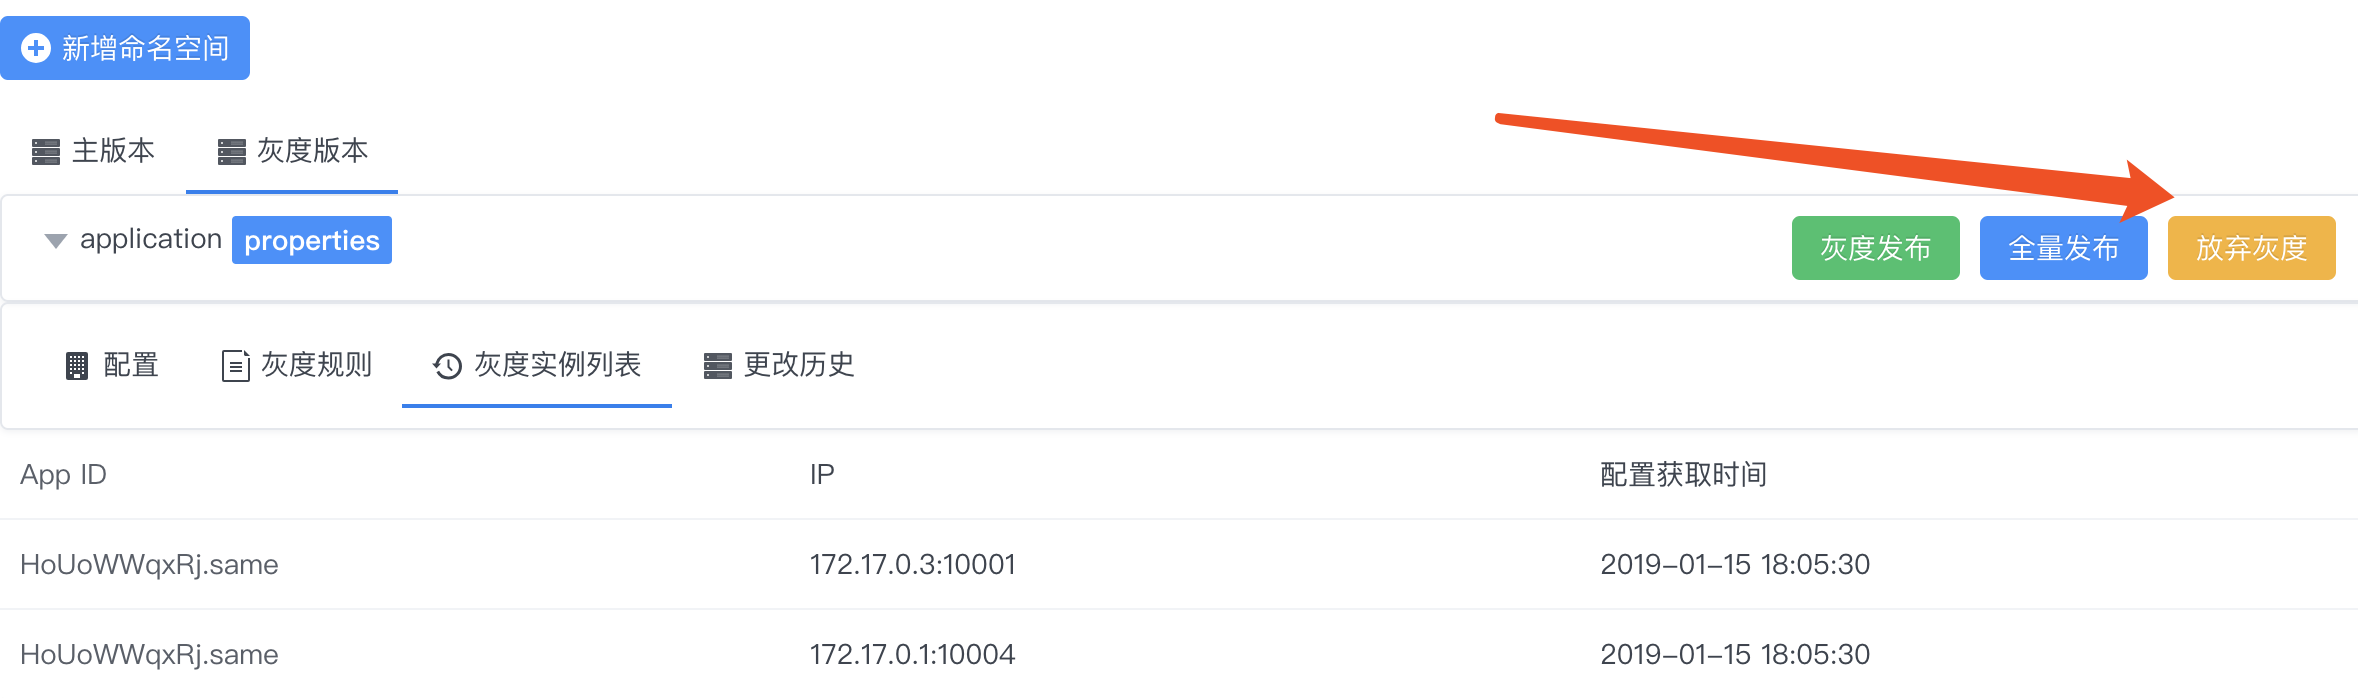 新增命名空间
主版本 灰度版本
application properties 灰度发布 全量发布 放弃灰度
配置 灰度规则 灰度实例列表 更改历史
App ID IP 配置获取时间
HoUoWWqxRj.same 172.17.0.3:10001 2019-01-15 18:05:30
HoUoWWqxRj.same 172.17.0.1:10004 2019-01-15 18:05:30